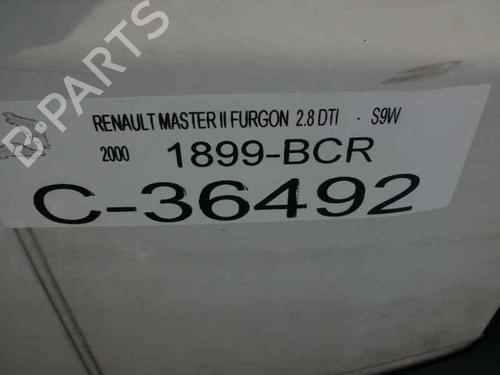 B-PARTS
RENAULT MASTER II FURGON 2.8 DTI - S9W
2000 1899-BCR
C-36492